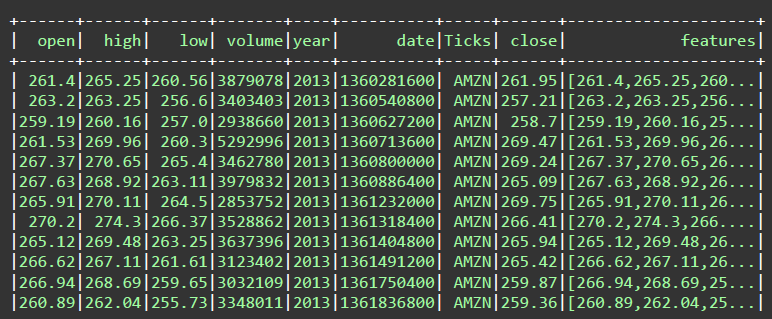 +------+------+------+-------+----+----------+-----+------+--------------------+
|  open|  high|   low| volume|year|      date|Ticks| close|            features|
+------+------+------+-------+----+----------+-----+------+--------------------+
| 261.4|265.25|260.56|3879078|2013|1360281600| AMZN|261.95|[261.4,265.25,260...|
| 263.2|263.25| 256.6|3403403|2013|1360540800| AMZN|257.21|[263.2,263.25,256...|
|259.19|260.16| 257.0|2938660|2013|1360627200| AMZN| 258.7|[259.19,260.16,25...|
|261.53|269.96| 260.3|5292996|2013|1360713600| AMZN|269.47|[261.53,269.96,26...|
|267.37|270.65| 265.4|3462780|2013|1360800000| AMZN|269.24|[267.37,270.65,26...|
|267.63|268.92|263.11|3979832|2013|1360886400| AMZN|265.09|[267.63,268.92,26...|
|265.91|270.11| 264.5|2853752|2013|1361232000| AMZN|269.75|[265.91,270.11,26...|
| 270.2| 274.3|266.37|3528862|2013|1361318400| AMZN|266.41|[270.2,274.3,266....|
|265.12|269.48|263.25|3637396|2013|1361404800| AMZN|265.94|[265.12,269.48,26...|
|266.62|267.11|261.61|3123402|2013|1361491200| AMZN|265.42|[266.62,267.11,26...|
|266.94|268.69|259.65|3032109|2013|1361750400| AMZN|259.87|[266.94,268.69,25...|
|260.89|262.04|255.73|3348011|2013|1361836800| AMZN|259.36|[260.89,262.04,25...|